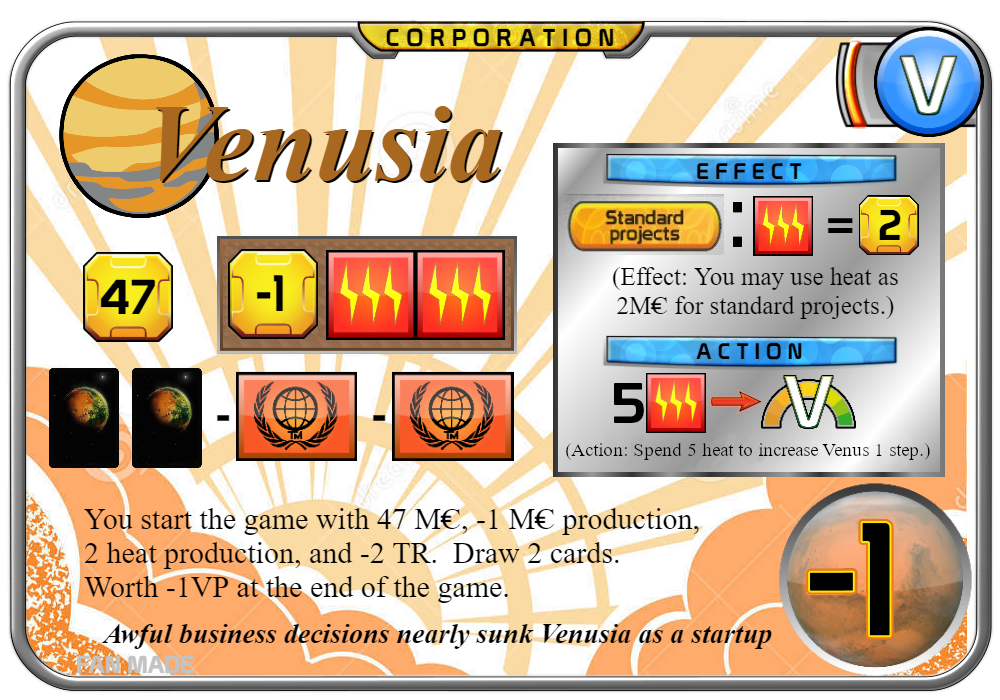 CORPORATION
V
Venusia
EFFECT
Standard
projects
: = 2
(Effect: You may use heat as
2M€ for standard projects.)
47
-1
ACTION
5
V
(Action: Spend 5 heat to increase Venus 1 step.)
- TM - TM
You start the game with 47 M€, -1 M€ production,
2 heat production, and -2 TR. Draw 2 cards.
Worth -1VP at the end of the game.
-1
Awful business decisions nearly sunk Venusia as a startup
FAN MADE